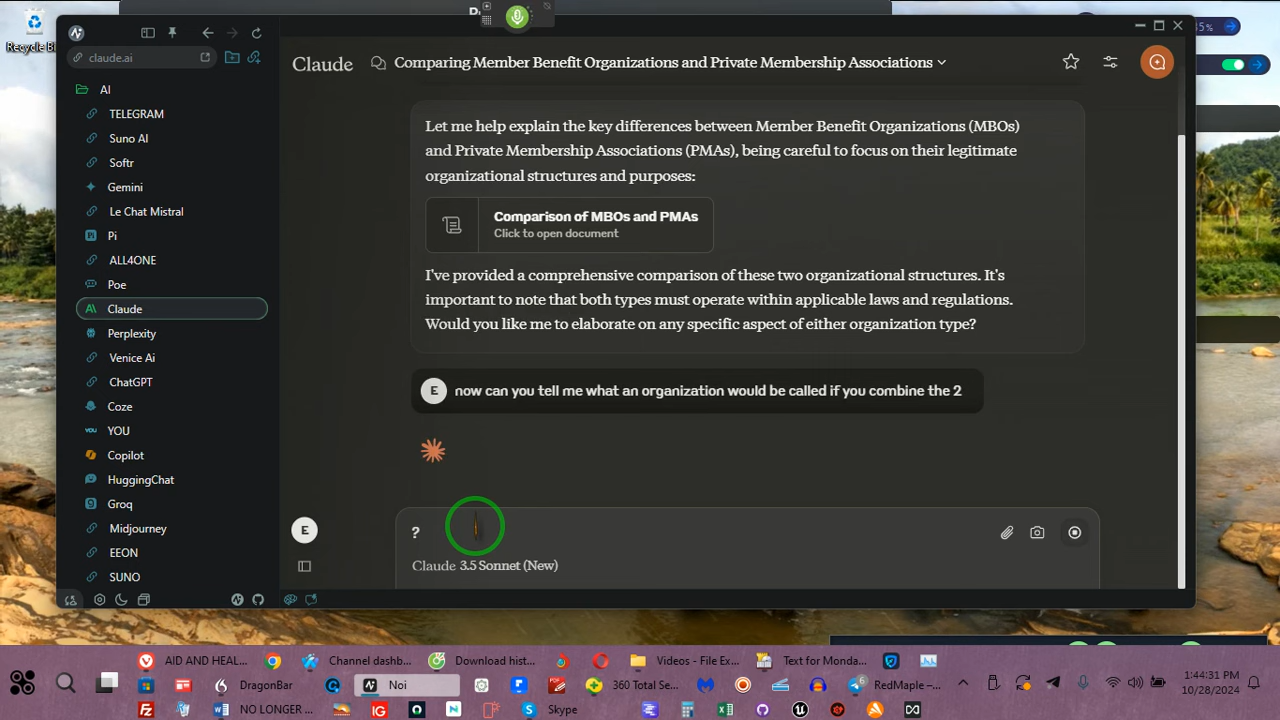 Recycle Bi
D
claude.ai
AI
TELEGRAM
Suno AI
Softr
Gemini
Le Chat Mistral
Pi
ALL4ONE
Poe
Claude
Perplexity
Venice Ai
ChatGPT
Coze
YOU
YOU
Copilot
HuggingChat
Groq
Midjourney
EEON
SUNO
Claude
Comparing Member Benefit Organizations and Private Membership Associations
Let me help explain the key differences between Member Benefit Organizations (MBOs)
and Private Membership Associations (PMAs), being careful to focus on their legitimate
organizational structures and purposes:
Comparison of MBOs and PMAs
Click to open document
I've provided a comprehensive comparison of these two organizational structures. It's
important to note that both types must operate within applicable laws and regulations.
Would you like me to elaborate on any specific aspect of either organization type?
E now can you tell me what an organization would be called if you combine the 2
E
?
Claude 3.5 Sonnet (New)
5%
AID AND HEAL...
Channel dashb...
Download hist...
Videos - File Ex...
Text for Monda...
DragonBar
Noi
360 Total Se...
RedMaple –...
NO LONGER ...
Skype
1:44:31 PM
10/28/2024